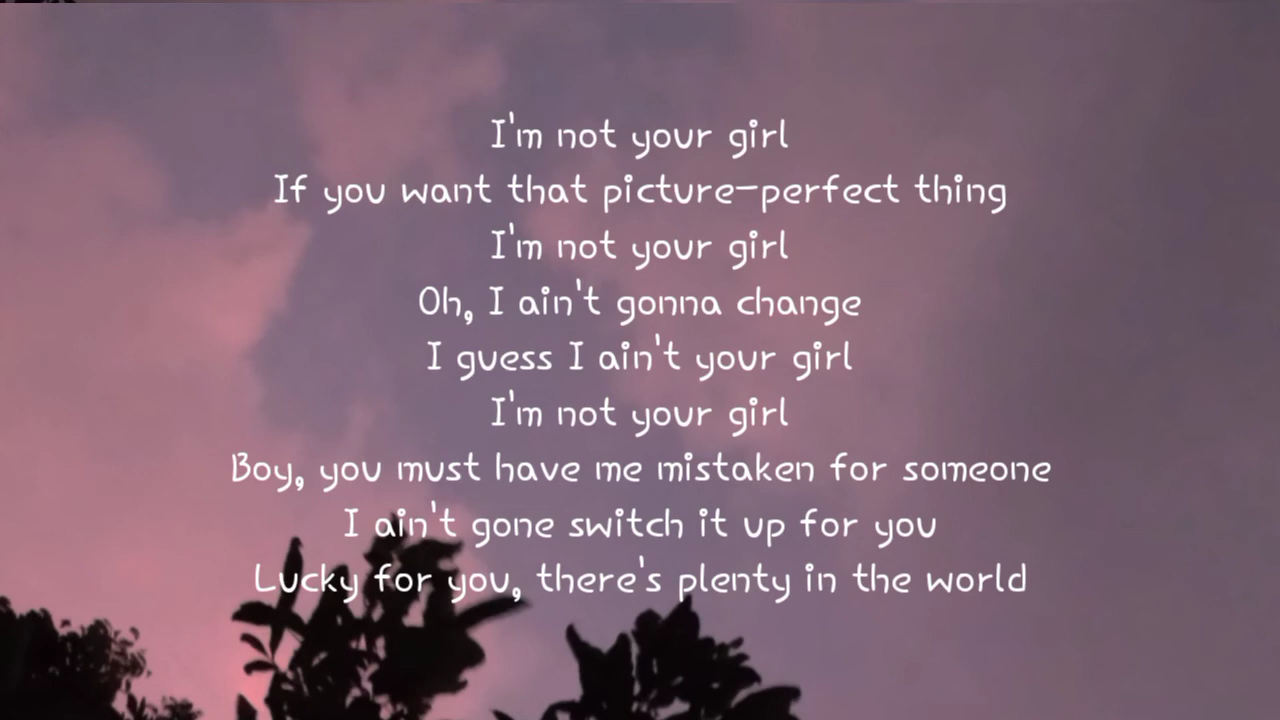 I'm not your girl
If you want that picture-perfect thing
I'm not your girl
Oh, I ain't gonna change
I guess I ain't your girl
I'm not your girl
Boy, you must have me mistaken for someone
I ain't gone switch it up for you
Lucky for you, there's plenty in the world